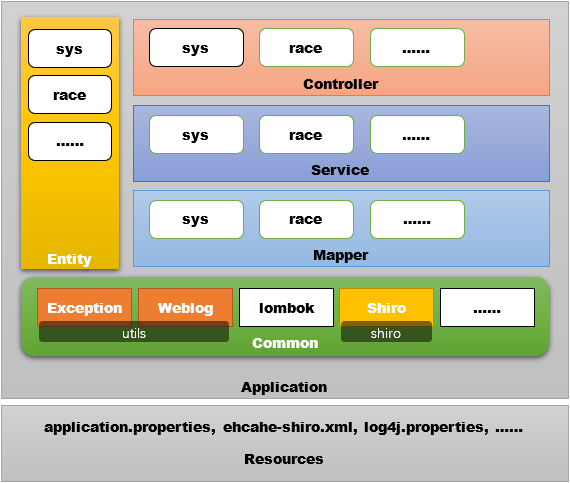 sys
race
......
Entity
sys
race
......
Controller
sys
race
......
Service
sys
race
......
Mapper
Exception
Weblog
lombok
Shiro
......
utils
shiro
Common
Application
application.properties, ehcahe-shiro.xml, log4j.properties, ......
Resources